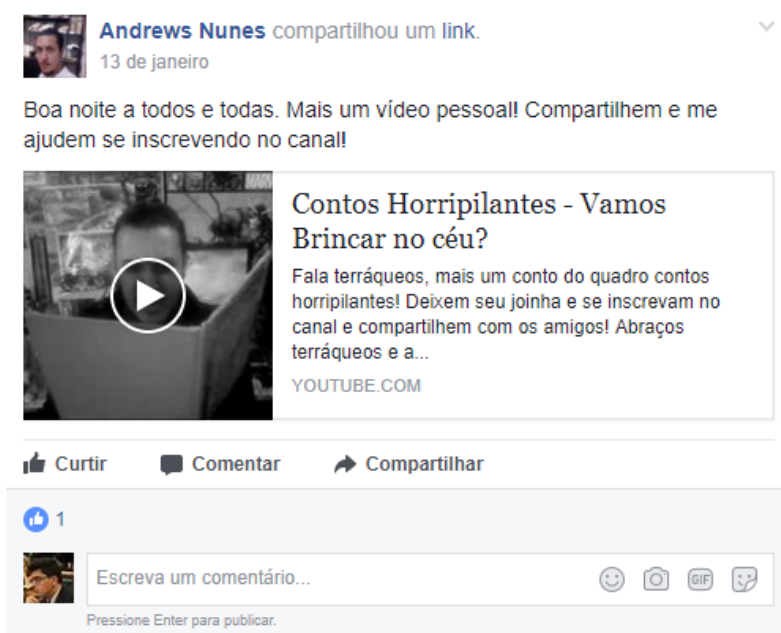 Andrews Nunes compartilhou um link.
13 de janeiro
Boa noite a todos e todas. Mais um vídeo pessoal! Compartilhem e me
ajudem se inscrevendo no canal!
Contos Horripilantes - Vamos
Brincar no céu?
Fala terráqueos, mais um conto do quadro contos
horripilantes! Deixem seu joinha e se inscrevam no
canal e compartilhem com os amigos! Abraços
terráqueos e a...
YOUTUBE.COM
Curtir Comentar Compartilhar
1
Escreva um comentário... GIF
Pressione Enter para publicar.